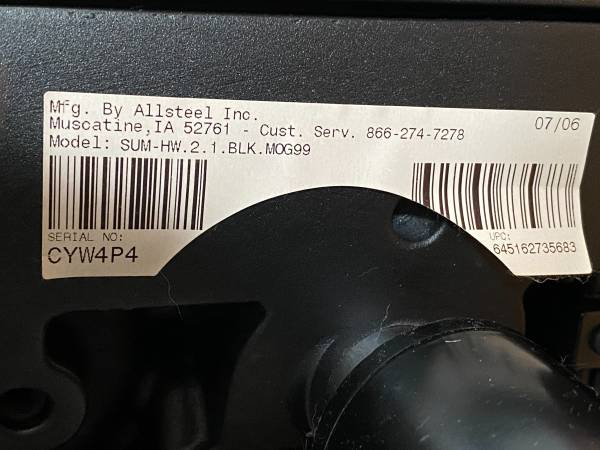 Mfg. By Allsteel Inc.
07/06
Muscatine,IA 52761 - Cust. Serv. 866-274-7278
Model: SUM-HW.2.1.BLK.MOG99
SERIAL NO:
CYW4P4
UPC:
645162735683